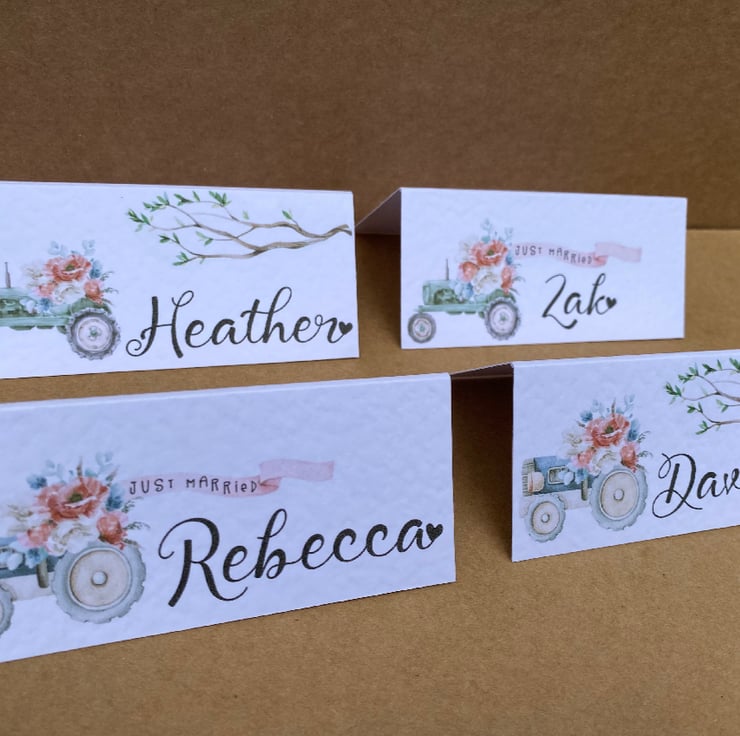 Heather
JUST MARRIED
Zak
JUST MARRIED
Rebecca
Dav